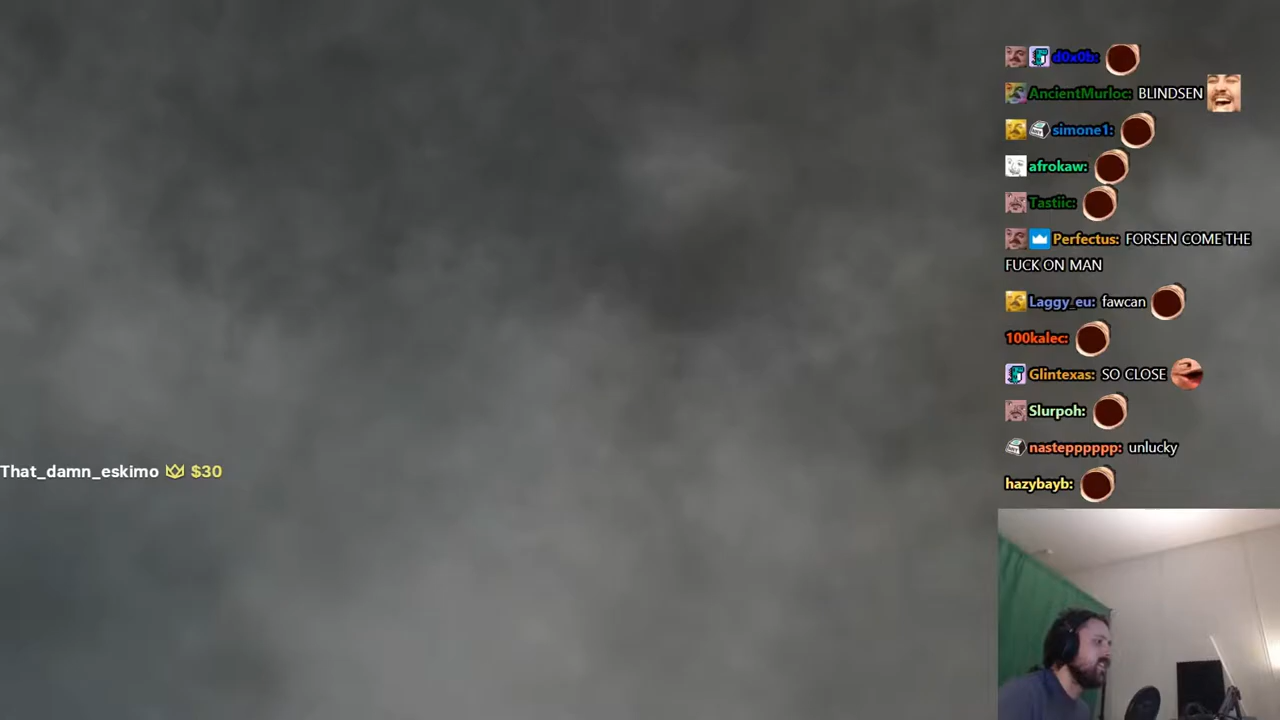 d0x0b:
AncientMurloc: BLINDSEN
simone1:
afrokaw:
Tastiic:
Perfectus: FORSEN COME THE
FUCK ON MAN
Laggy_eu: fawcan
100kalec:
Glintexas: SO CLOSE
Slurpoh:
That_damn_eskimo $30
nastepppppp: unlucky
hazybayb: